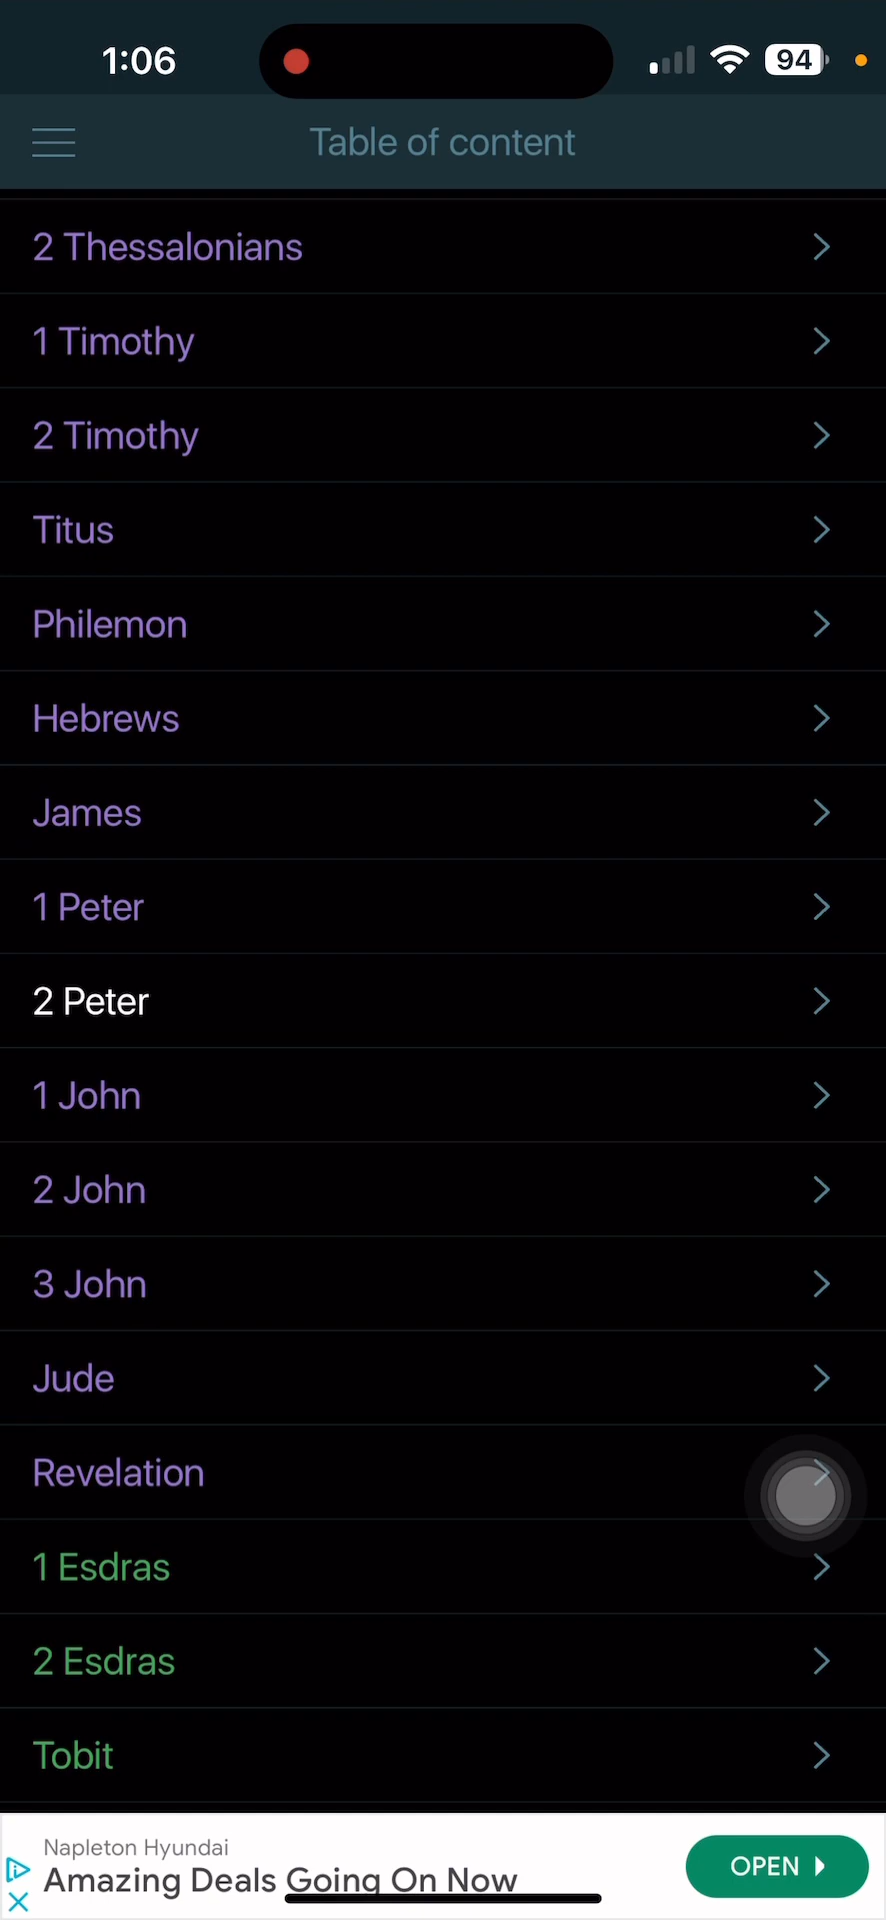 1:06
94
Table of content
2 Thessalonians
1 Timothy
2 Timothy
Titus
Philemon
Hebrews
James
1 Peter
2 Peter
1 John
2 John
3 John
Jude
Revelation
1 Esdras
2 Esdras
Tobit
Napleton Hyundai
Amazing Deals Going On Now
OPEN